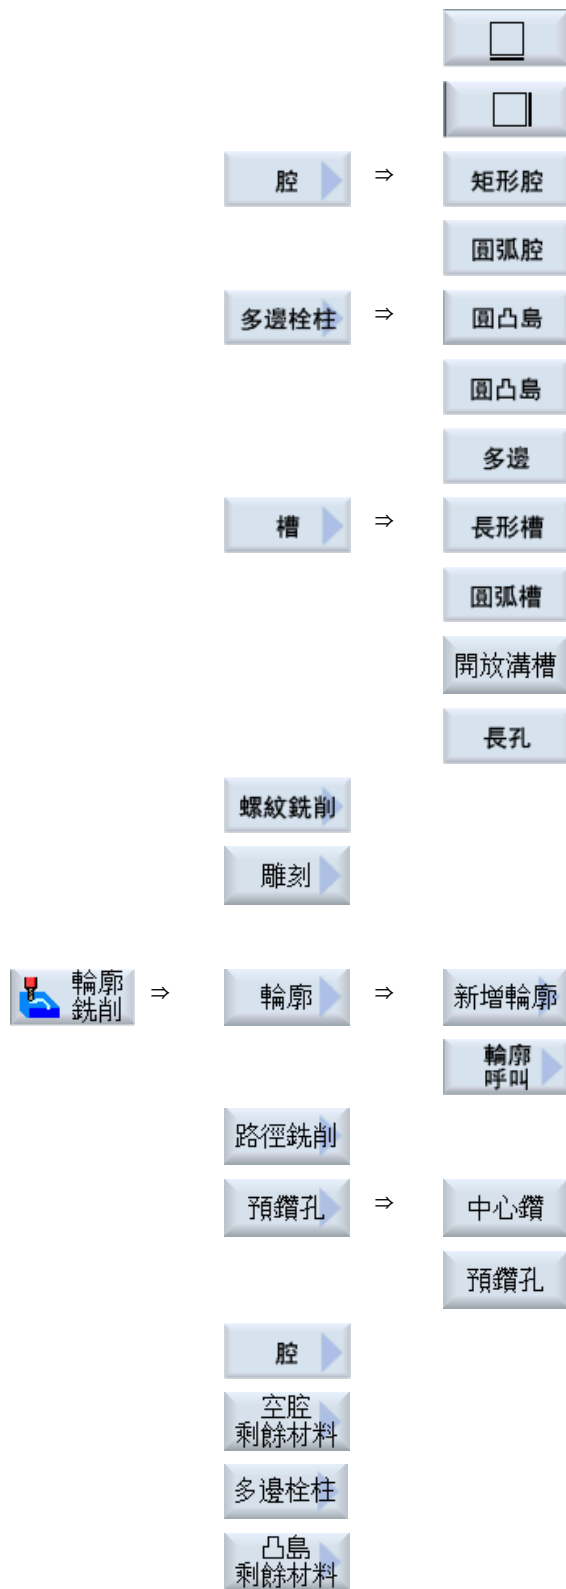 腔 ⇒ 矩形腔
圓弧腔
多邊栓柱 ⇒ 圓凸島
圓凸島
多邊
槽 ⇒ 長形槽
圓弧槽
開放溝槽
長孔
螺紋銑削
雕刻
輪廓
銑削 ⇒ 輪廓 ⇒ 新增輪廓
輪廓
呼叫
路徑銑削
預鑽孔 ⇒ 中心鑽
預鑽孔
腔
空腔
剩餘材料
多邊栓柱
凸島
剩餘材料